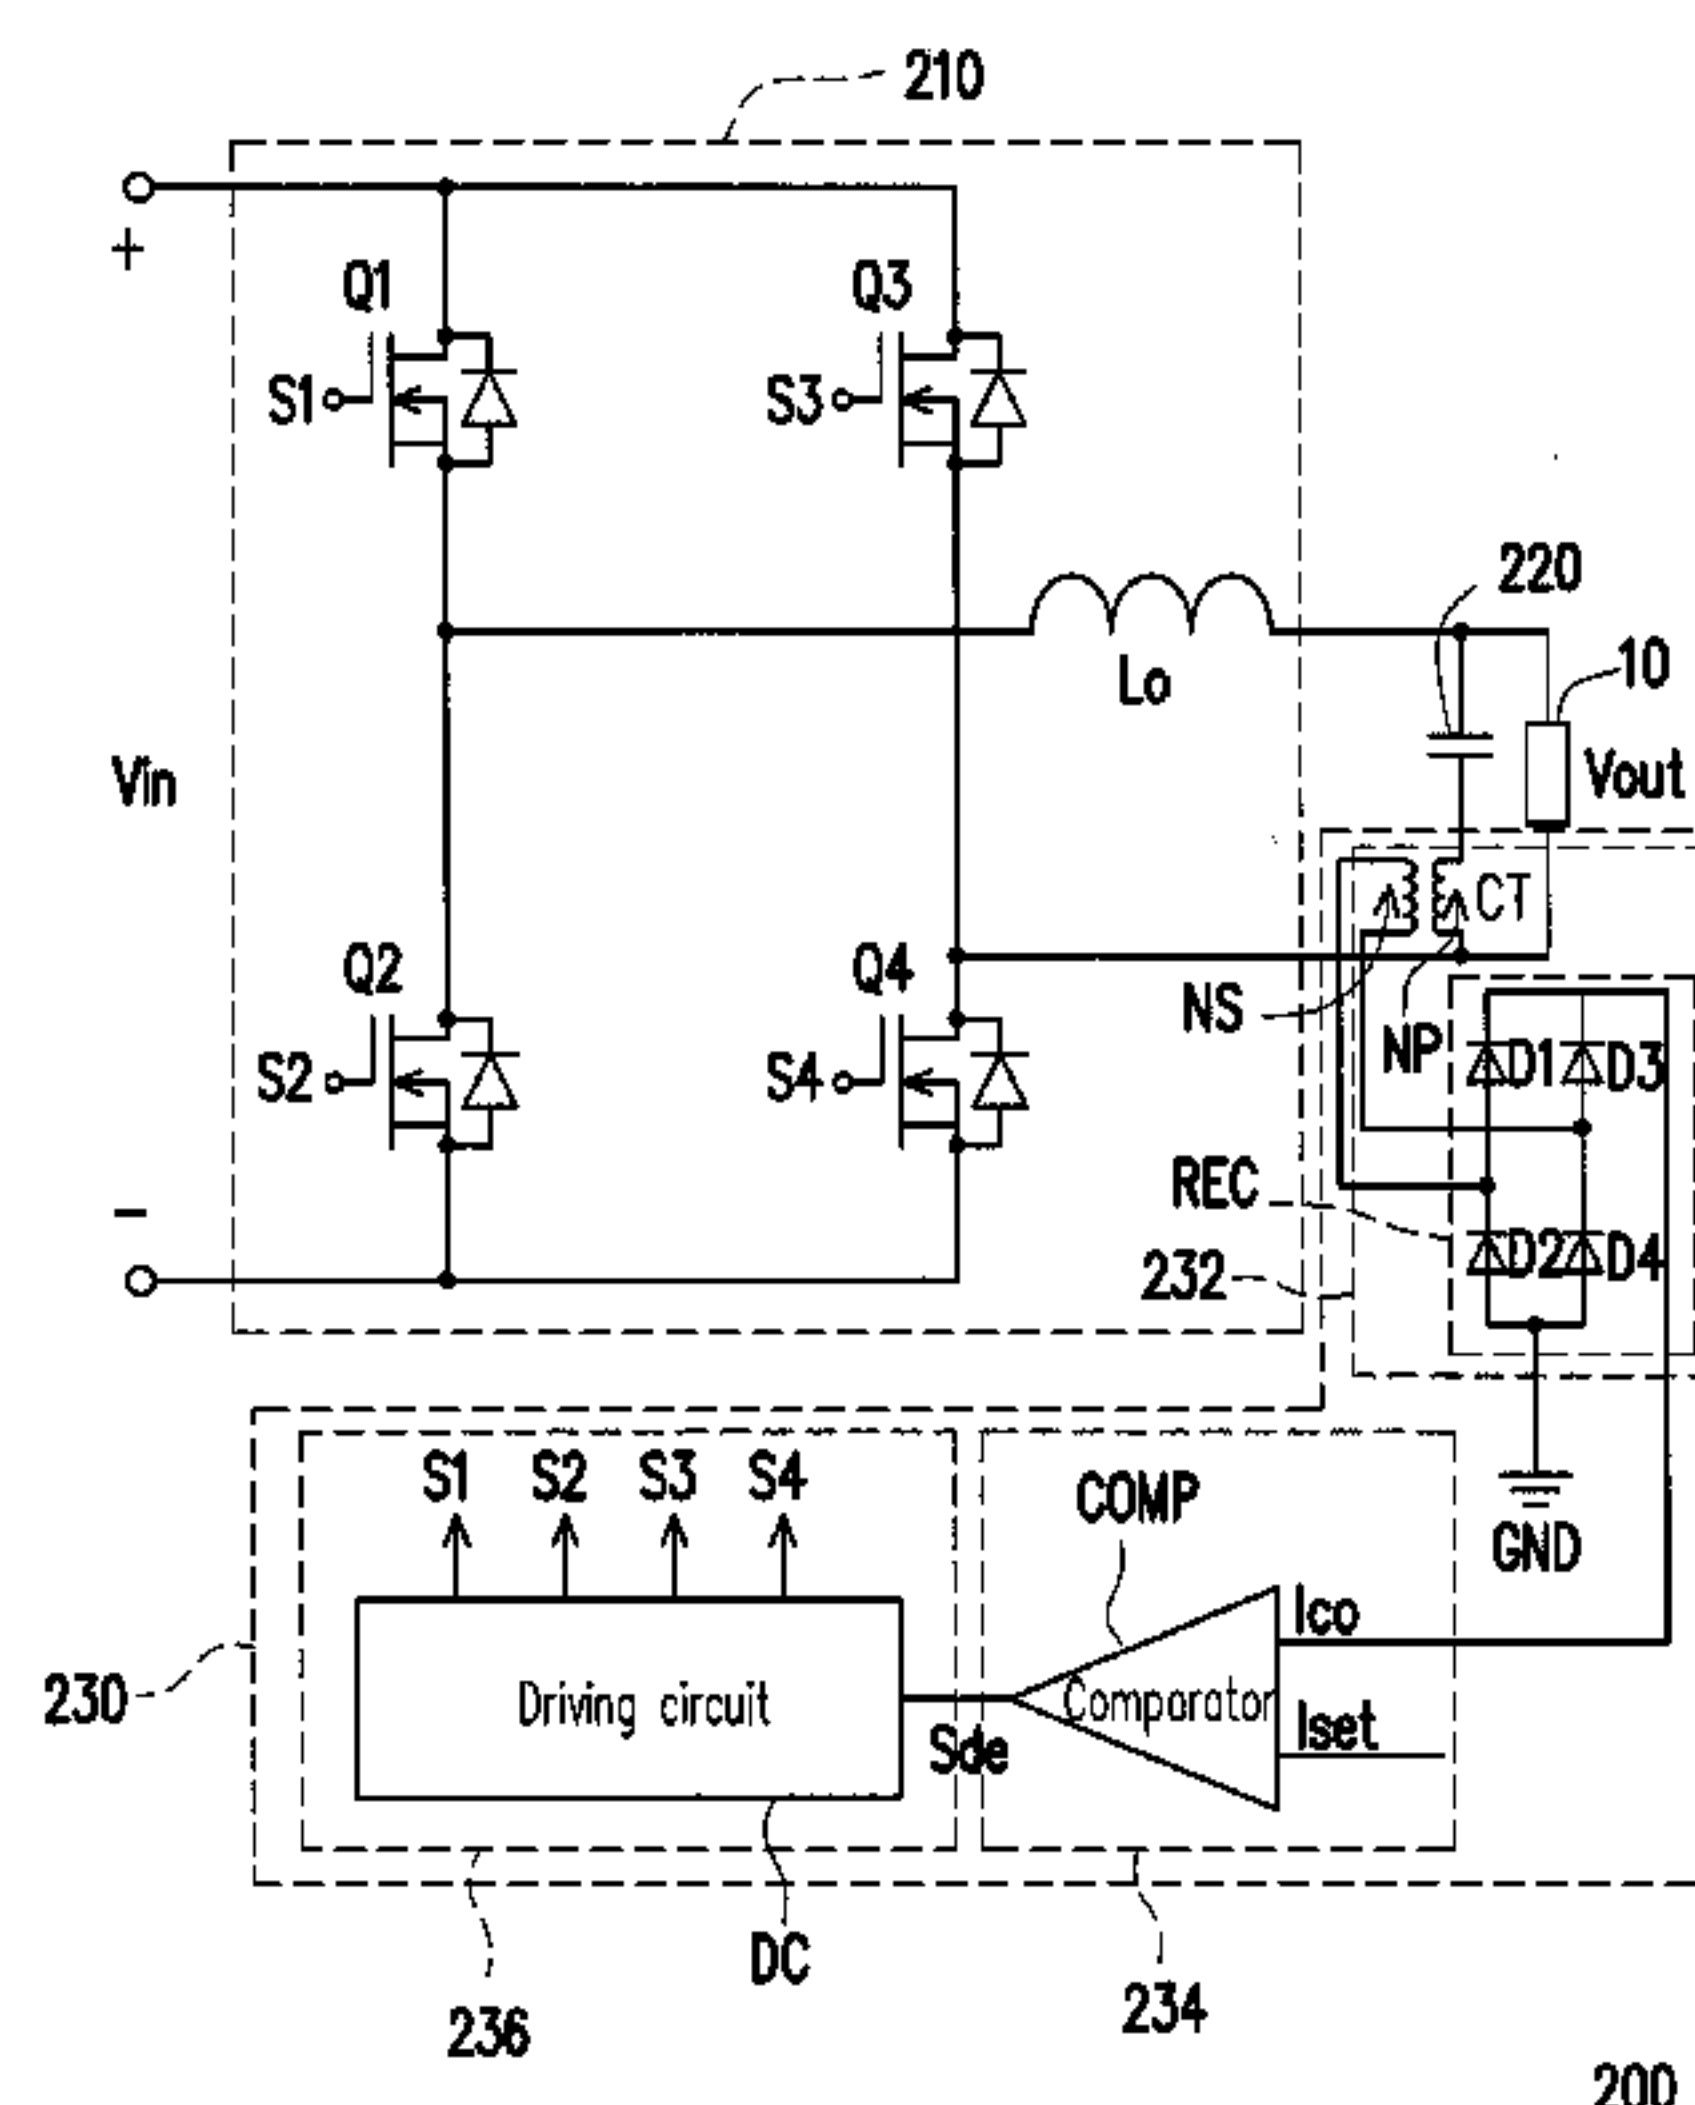 210
+
Q1
Q3
S1
S3
220
Lo
10
Vin
Vout
CT
Q2
Q4
NS
NP
S2
S4
D1
D3
REC
-
232
D2
D4
S1 S2 S3 S4
COMP
GND
Ico
230
Driving circuit
Comparator
Sde
Iset
DC
236
234
200